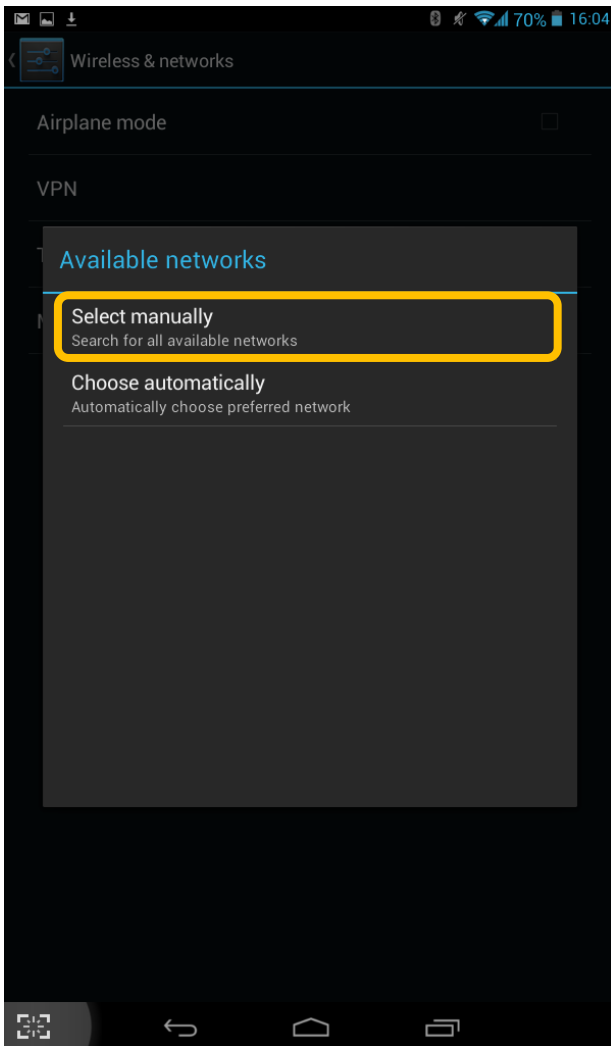 70% 16:04
Wireless & networks
Airplane mode
VPN
Available networks
Select manually
Search for all available networks
Choose automatically
Automatically choose preferred network